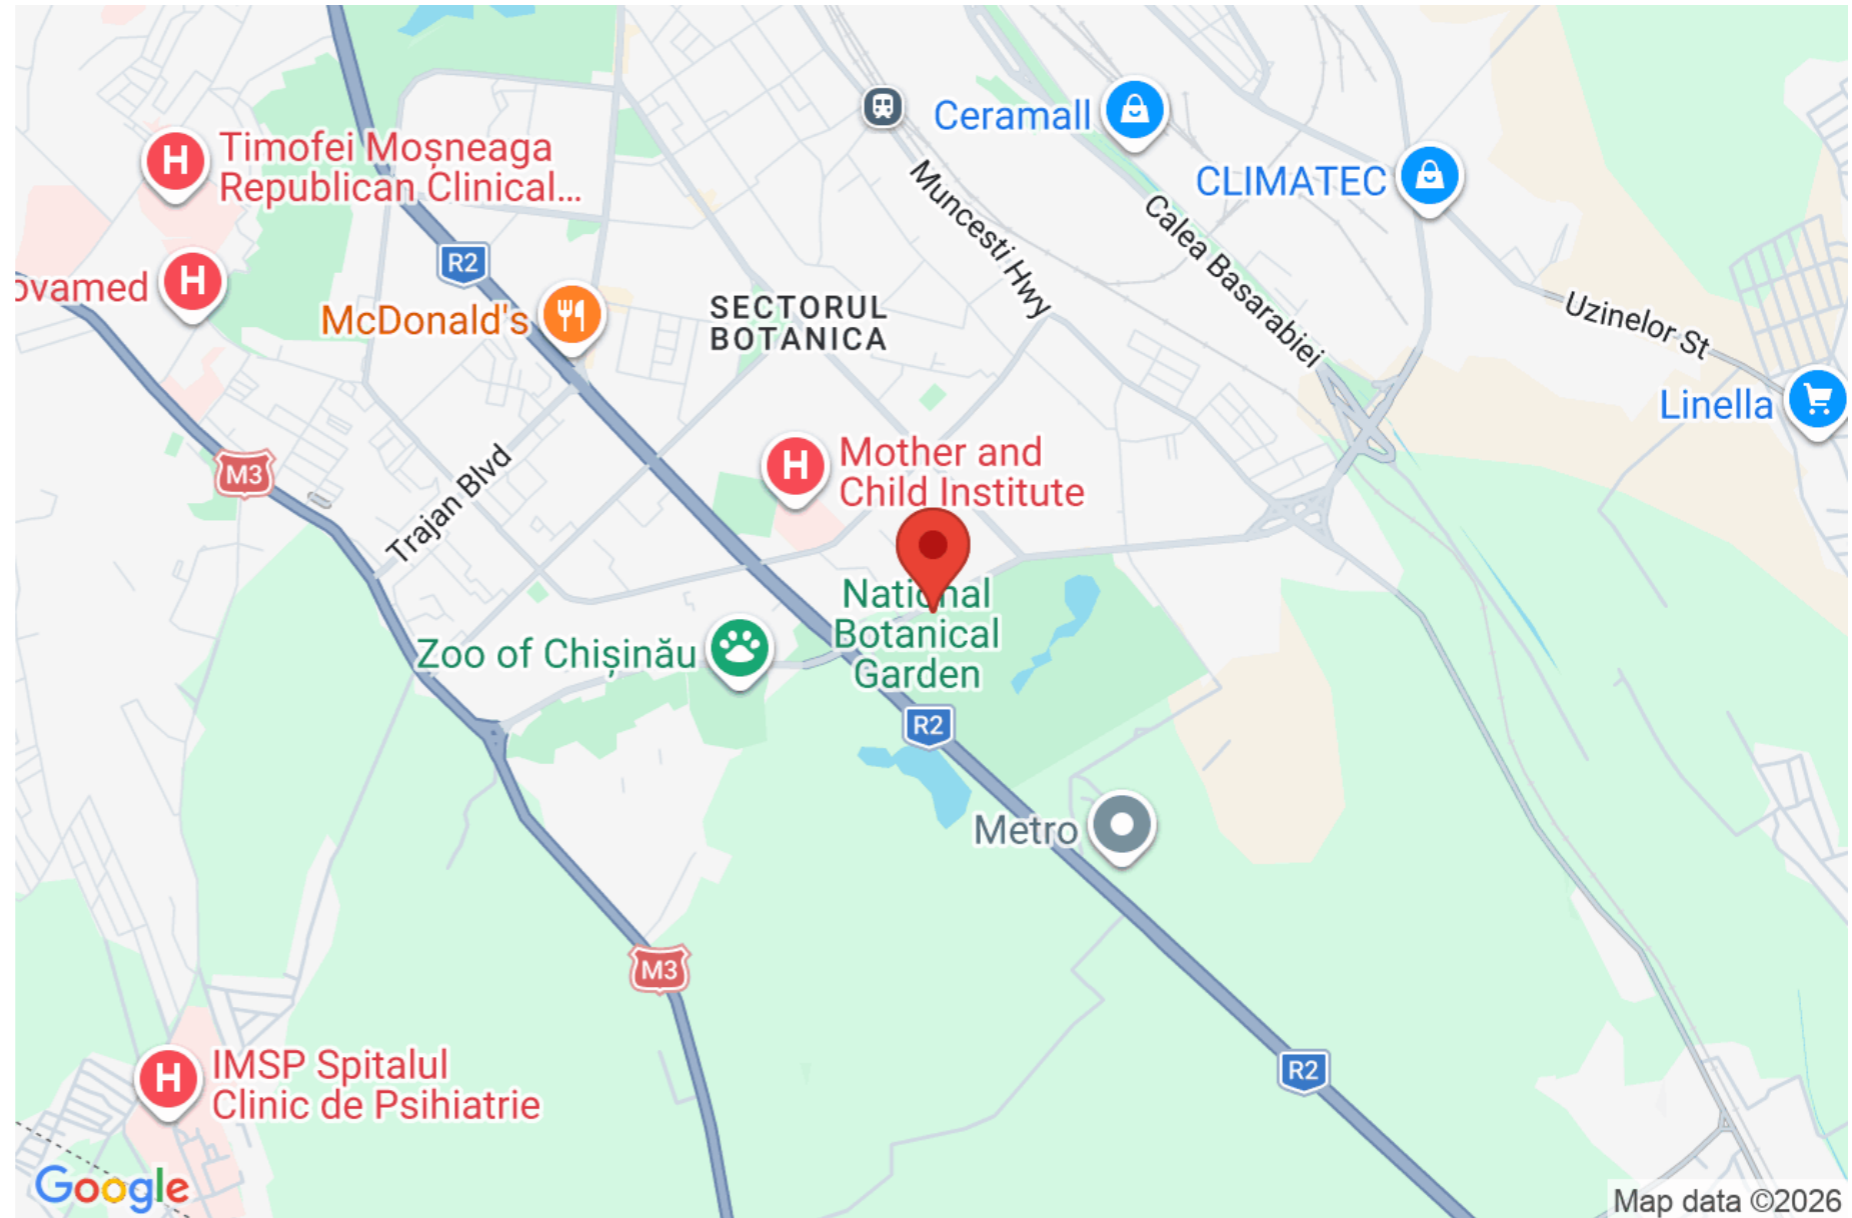 Ceramall
Timofei Moșneaga
Republican Clinical...
CLIMATEC
Muncesti Hwy
Calea Basarabiei
R2
ovamed
McDonald's
SECTORUL
BOTANICA
Uzinelor St
Linella
M3
Trajan Blvd
Mother and
Child Institute
National
Botanical
Garden
Zoo of Chișinău
R2
Metro
M3
R2
IMSP Spitalul
Clinic de Psihiatrie
Google
Map data ©2026